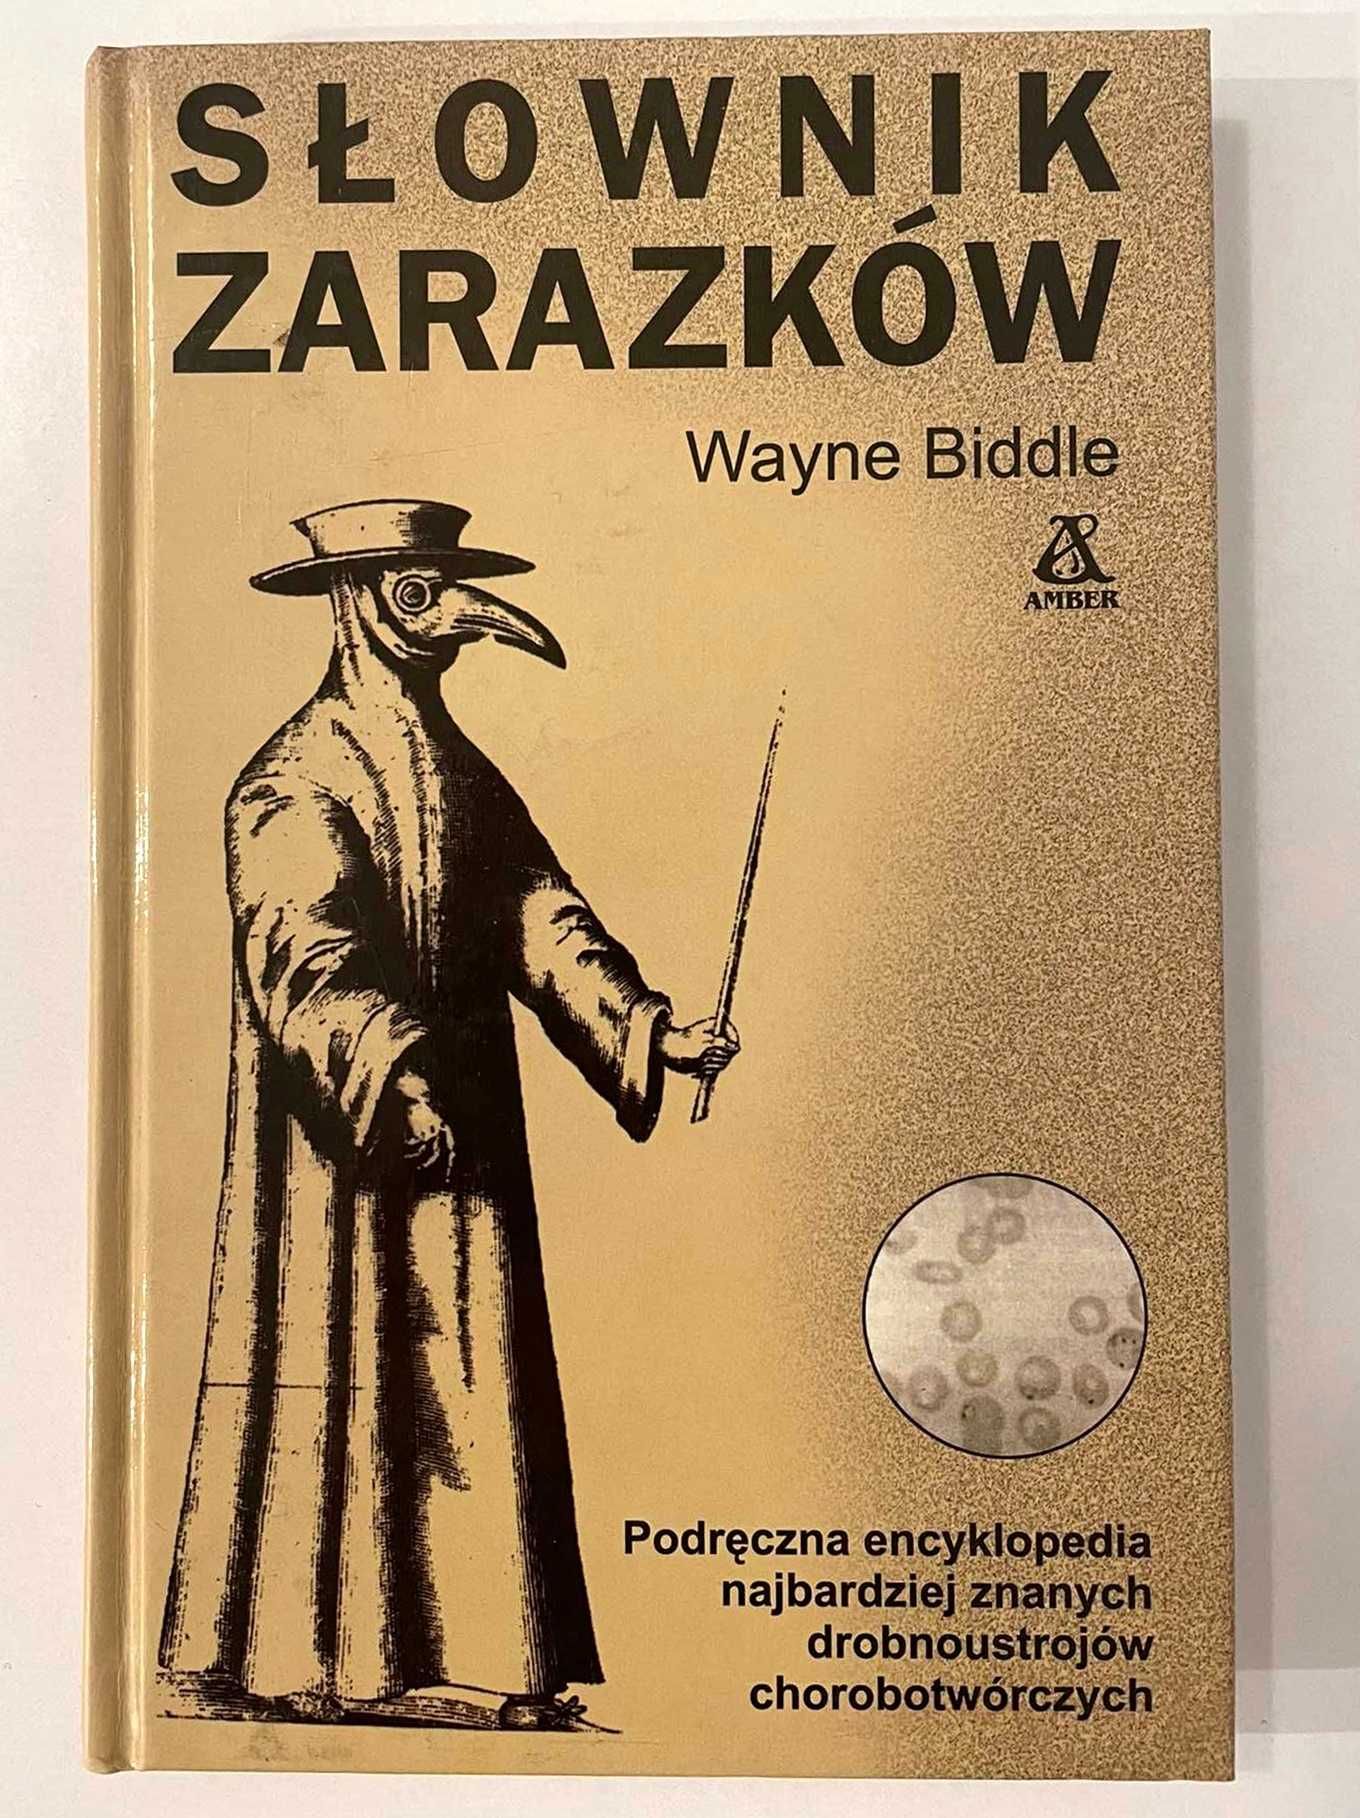 SŁOWNIK
ZARAZKÓW
Wayne Biddle
AMBER
Podręczna encyklopedia
najbardziej znanych
drobnoustrojów
chorobotwórczych